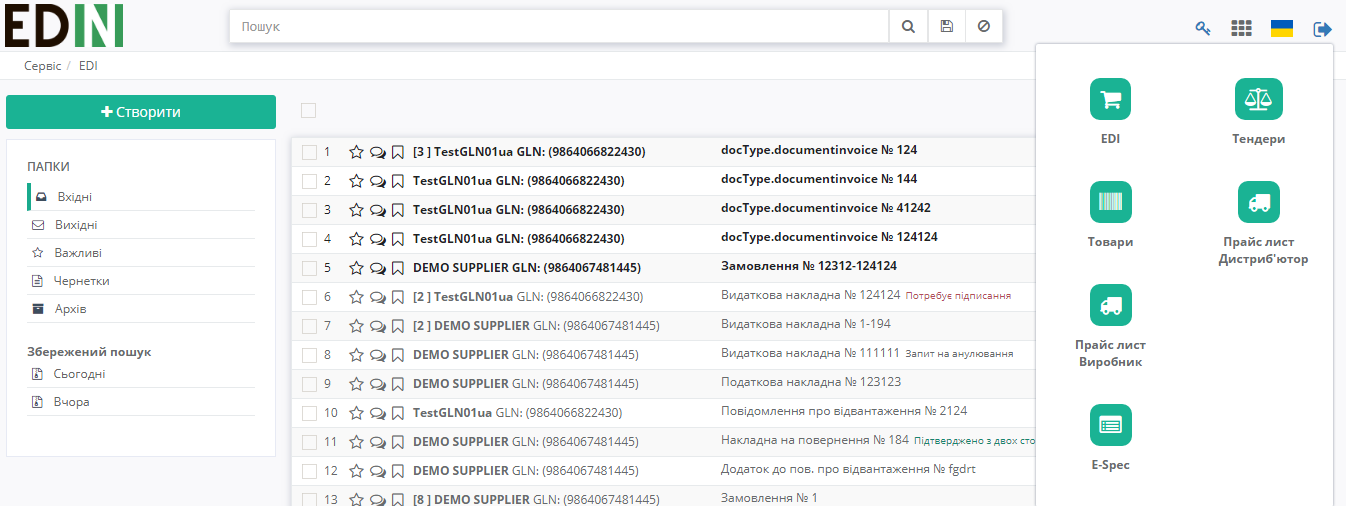 EDIN
Пошук
Сервіс / EDI
Створити
ПАПКИ
Вхідні
Вихідні
Важливі
Чернетки
Архів
Збережений пошук
Сьогодні
Вчора
1 [3 ] TestGLN01ua GLN: (9864066822430) docType.documentinvoice № 124
2 TestGLN01ua GLN: (9864066822430) docType.documentinvoice № 144
3 TestGLN01ua GLN: (9864066822430) docType.documentinvoice № 41242
4 TestGLN01ua GLN: (9864066822430) docType.documentinvoice № 124124
5 DEMO SUPPLIER GLN: (9864067481445) Замовлення № 12312-124124
6 [2 ] TestGLN01ua GLN: (9864066822430) Видаткова накладна № 124124 Потребує підписання
7 [2 ] DEMO SUPPLIER GLN: (9864067481445) Видаткова накладна № 1-194
8 DEMO SUPPLIER GLN: (9864067481445) Видаткова накладна № 111111 Запит на анулювання
9 DEMO SUPPLIER GLN: (9864067481445) Податкова накладна № 123123
10 TestGLN01ua GLN: (9864066822430) Повідомлення про відвантаження № 2124
11 DEMO SUPPLIER GLN: (9864067481445) Накладна на повернення № 184 Підтверджено з двох сто
12 DEMO SUPPLIER GLN: (9864067481445) Додаток до пов. про відвантаження № fgdrt
13 [8 ] DEMO SUPPLIER GLN: (9864067481445) Замовлення № 1
EDI
Тендери
Товари
Прайс лист
Дистриб'ютор
Прайс лист
Виробник
E-Spec